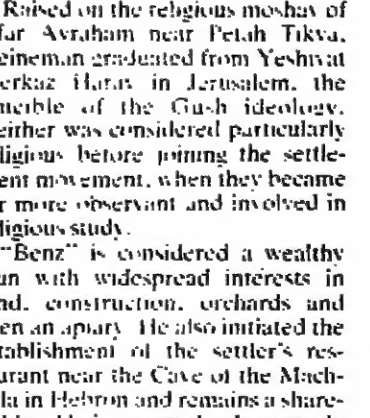 Raised on the religious moshav of
far Avraham near Petah Tikva,
eineman graduated from Yeshivat
erkaz Harav in Jerusalem, the
ucible of the Gush ideology.
either was considered particularly
ligious before joining the settle-
ent movement, when they became
r more observant and involved in
ligious study.
"Benz" is considered a wealthy
an with widespread interests in
nd, construction, orchards and
en an apiary. He also initiated the
tablishment of the settler's res-
urant near the Cave of the Mach-
la in Hebron and remains a share-